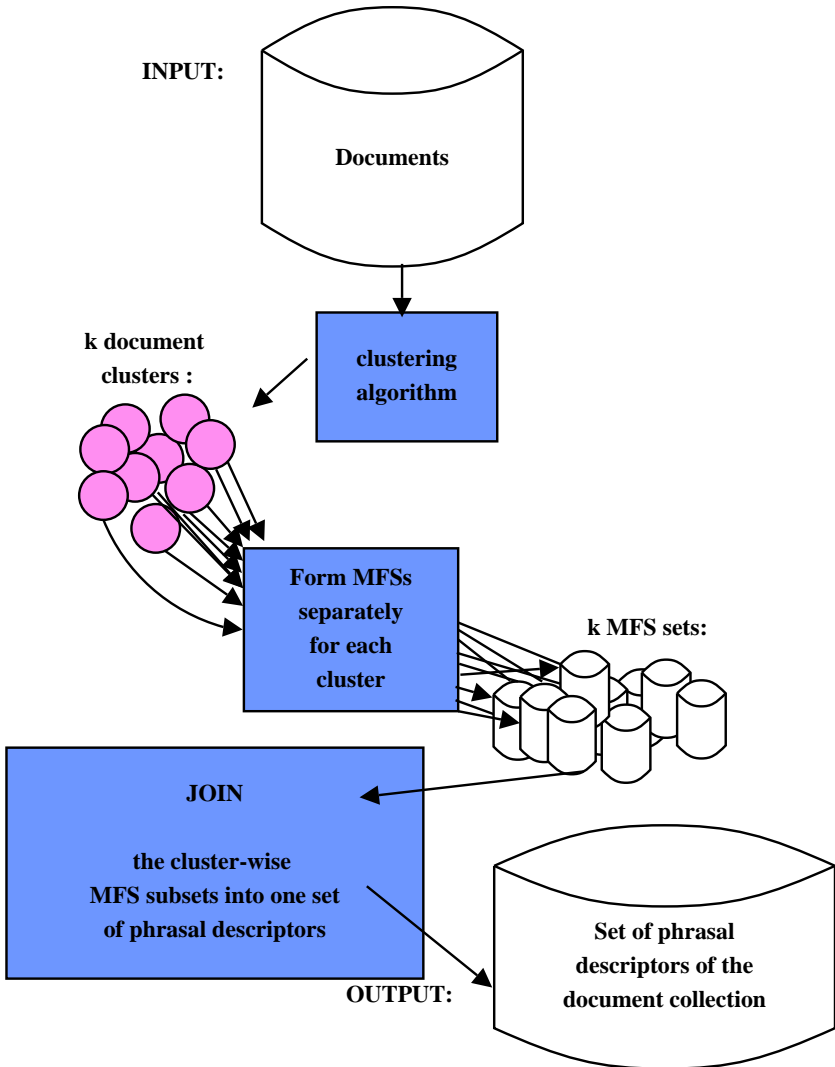 INPUT:
Documents
clustering
algorithm
k document
clusters :
Form MFSs
separately
for each
cluster
k MFS sets:
JOIN
the cluster-wise
MFS subsets into one set
of phrasal descriptors
OUTPUT:
Set of phrasal
descriptors of the
document collection